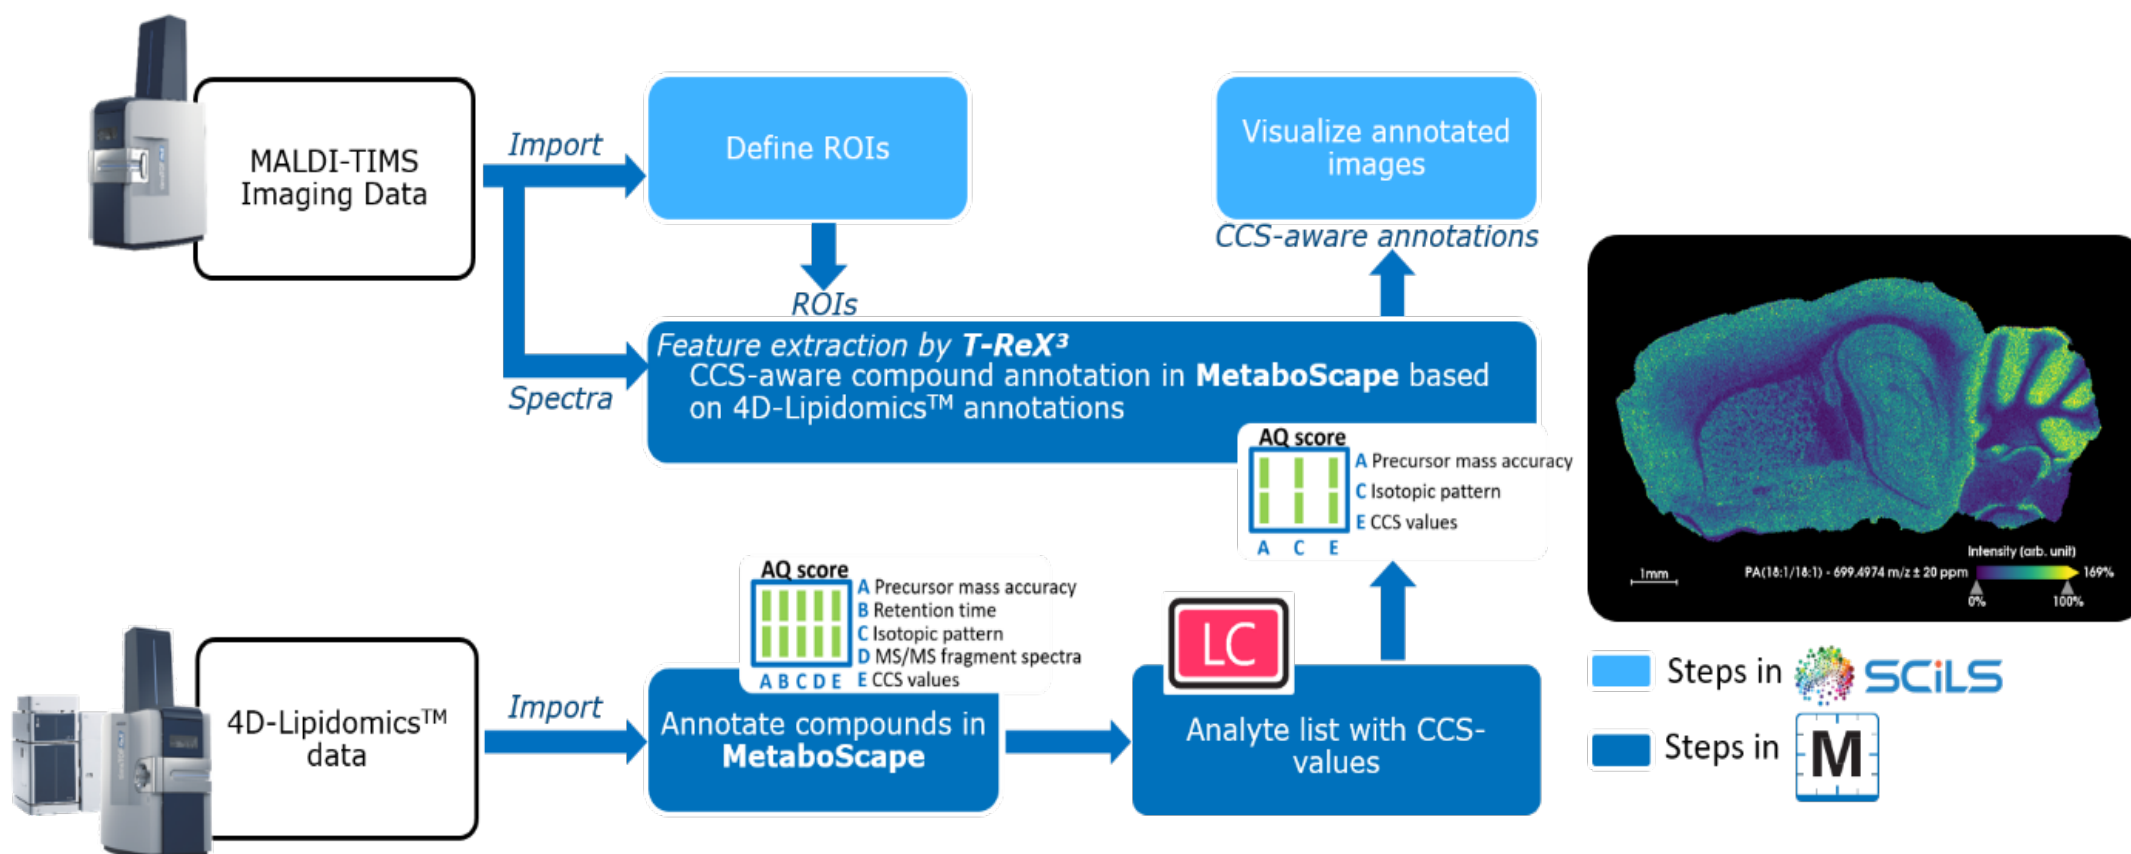 MALDI-TIMS
Imaging Data
Import
Define ROIs
Visualize annotated
images
CCS-aware annotations
ROIs
Spectra
Feature extraction by T-ReX³
CCS-aware compound annotation in MetaboScape based
on 4D-Lipidomics™ annotations
AQ score
A Precursor mass accuracy
C Isotopic pattern
E CCS values
A C E
4D-Lipidomics™
data
Import
AQ score
A Precursor mass accuracy
B Retention time
C Isotopic pattern
D MS/MS fragment spectra
E CCS values
A B C D E
Annotate compounds in
MetaboScape
LC
Analyte list with CCS-
values
Intensity (arb. unit)
1mm
PA(18:1/18:1) - 699.4974 m/z ± 20 ppm
169%
0%
100%
Steps in SCiLS
Steps in M